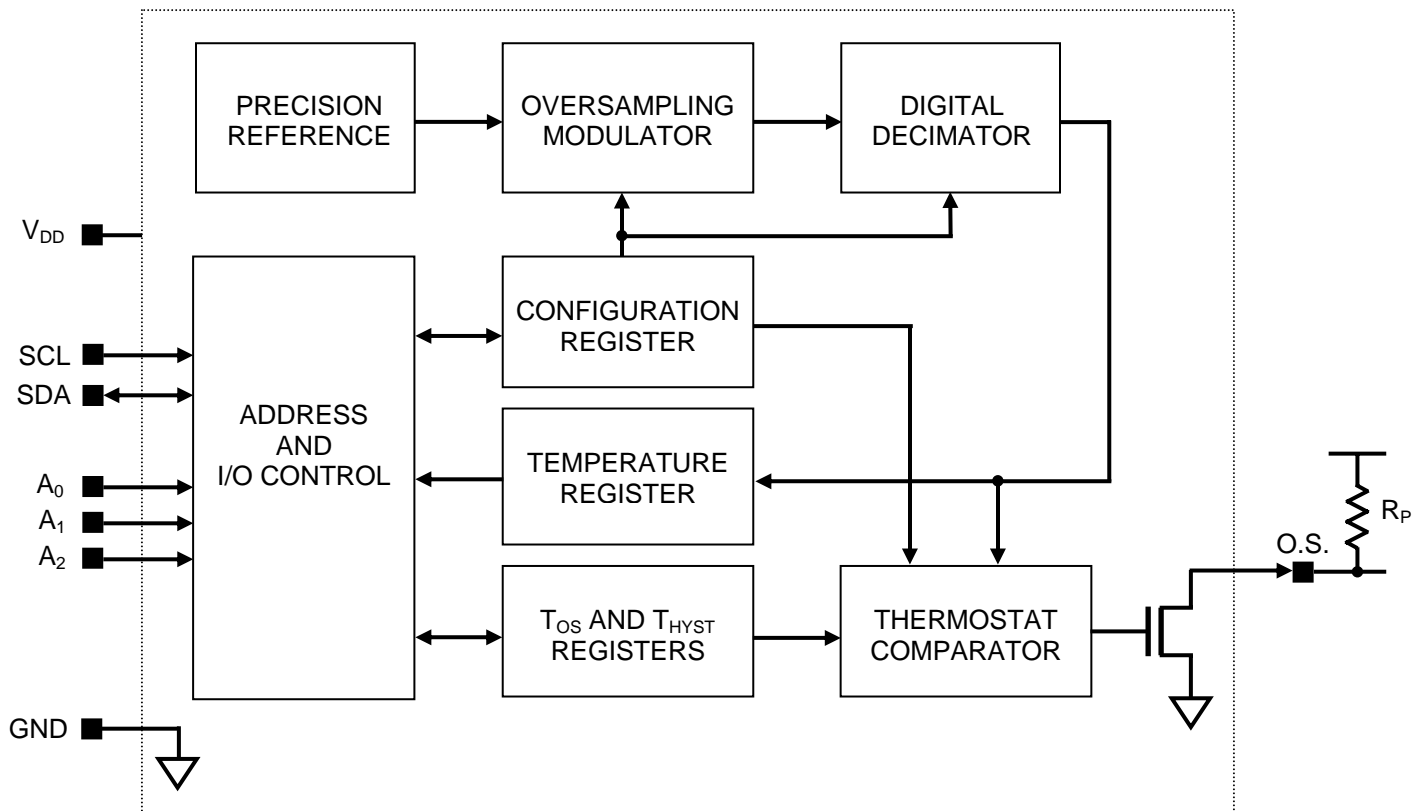 PRECISION
REFERENCE
OVERSAMPLING
MODULATOR
DIGITAL
DECIMATOR
VDD
SCL
SDA
A0
A1
A2
GND
ADDRESS
AND
I/O CONTROL
CONFIGURATION
REGISTER
TEMPERATURE
REGISTER
TOS AND THYST
REGISTERS
THERMOSTAT
COMPARATOR
O.S.
RP